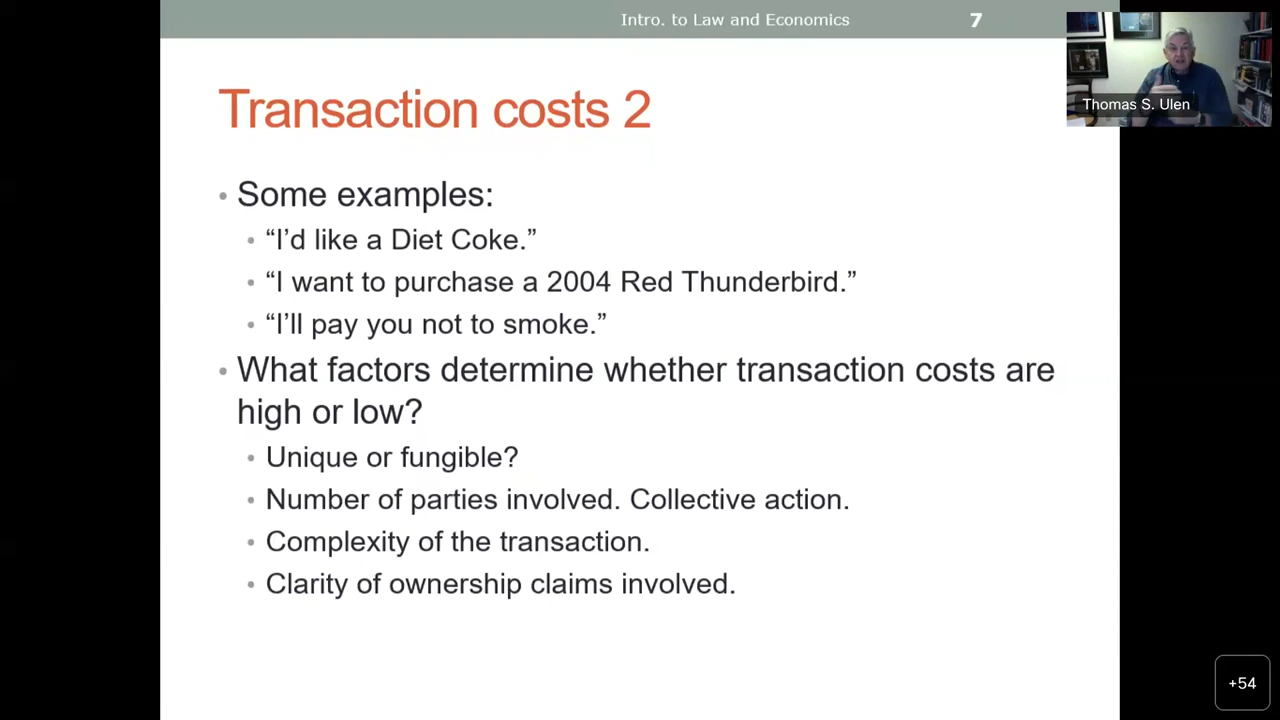 Intro. to Law and Economics 7
Thomas S. Ulen
Transaction costs 2
• Some examples:
• “I’d like a Diet Coke.”
• “I want to purchase a 2004 Red Thunderbird.”
• “I’ll pay you not to smoke.”
• What factors determine whether transaction costs are
high or low?
• Unique or fungible?
• Number of parties involved. Collective action.
• Complexity of the transaction.
• Clarity of ownership claims involved.
+54